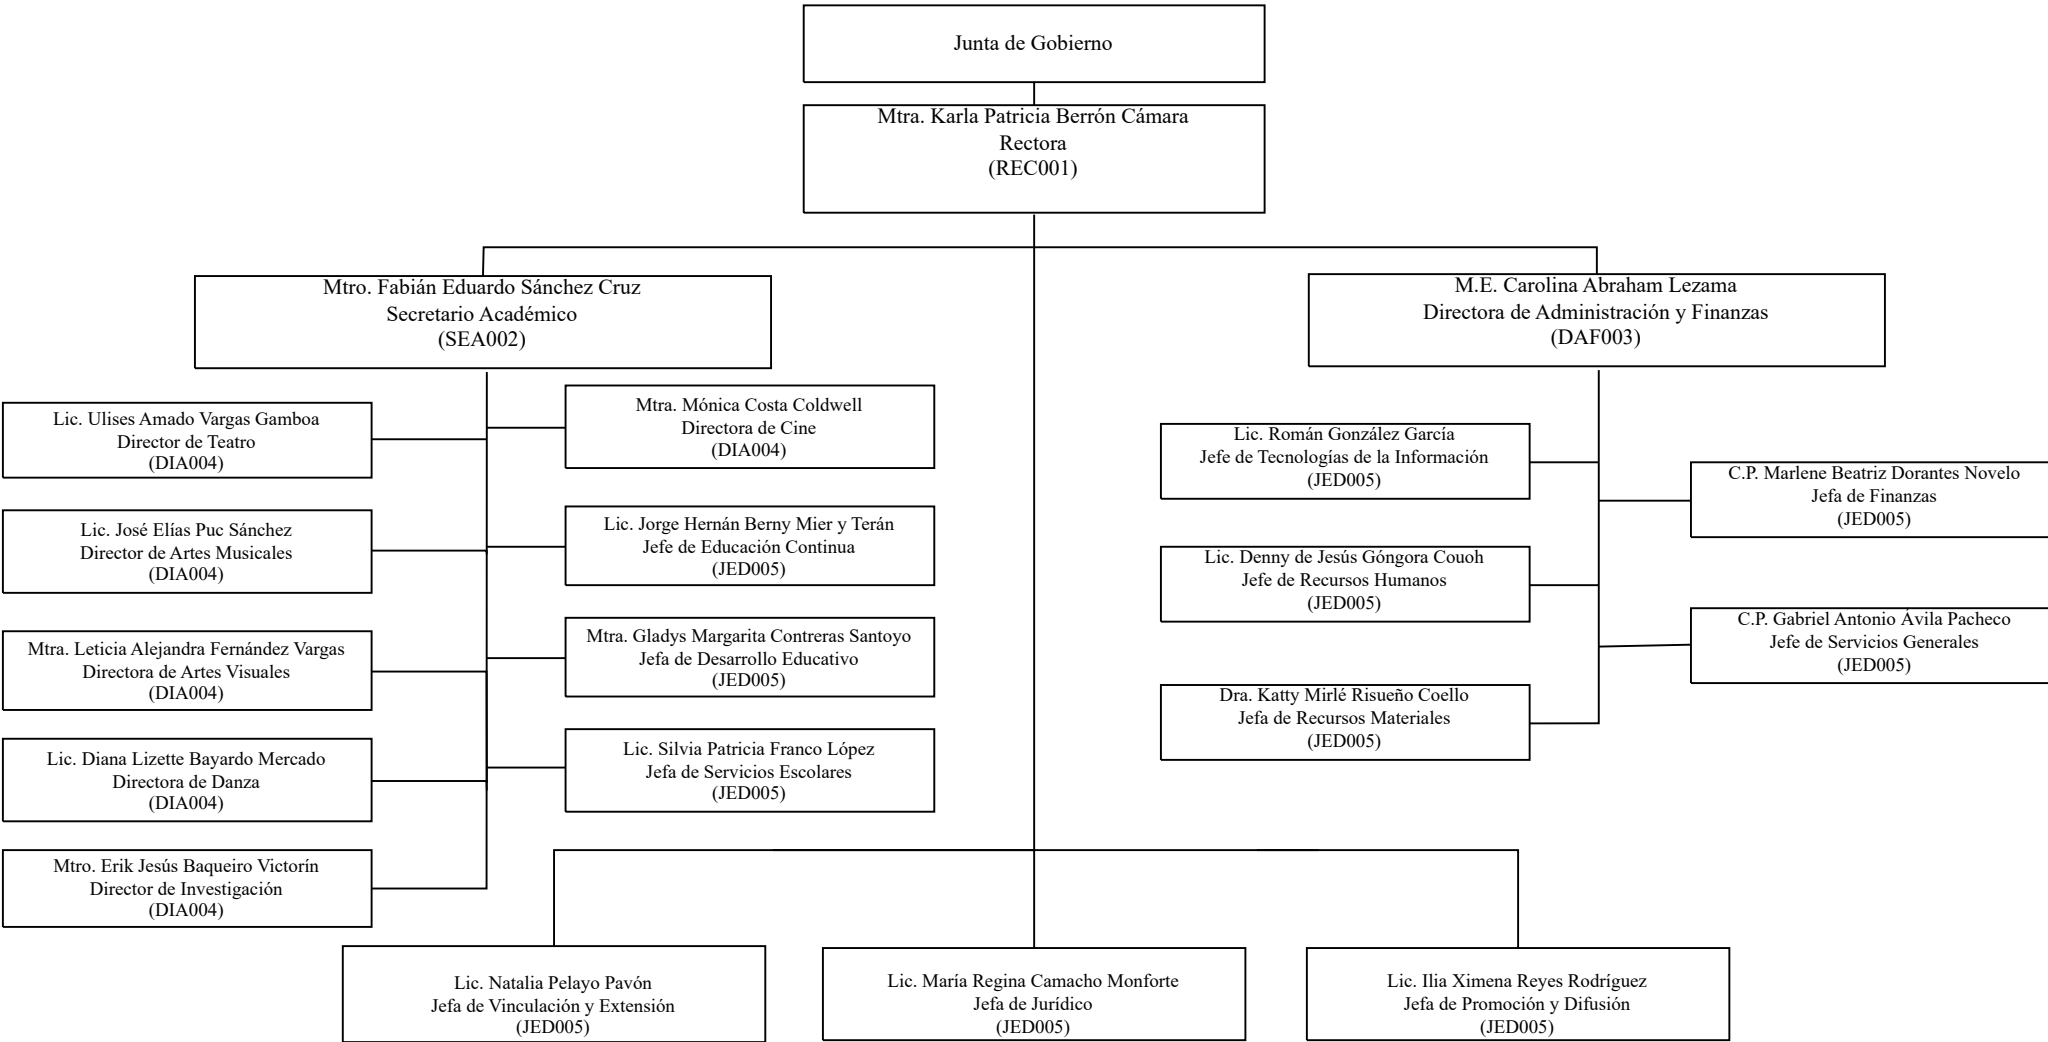 Junta de Gobierno
Mtra. Karla Patricia Berrón Cámara
Rectora
(REC001)
Mtro. Fabián Eduardo Sánchez Cruz
Secretario Académico
(SEA002)
M.E. Carolina Abraham Lezama
Directora de Administración y Finanzas
(DAF003)
Lic. Ulises Amado Vargas Gamboa
Director de Teatro
(DIA004)
Mtra. Mónica Costa Coldwell
Directora de Cine
(DIA004)
Lic. José Elías Puc Sánchez
Director de Artes Musicales
(DIA004)
Lic. Jorge Hernán Berny Mier y Terán
Jefe de Educación Continua
(JED005)
Mtra. Leticia Alejandra Fernández Vargas
Directora de Artes Visuales
(DIA004)
Mtra. Gladys Margarita Contreras Santoyo
Jefa de Desarrollo Educativo
(JED005)
Lic. Diana Lizette Bayardo Mercado
Directora de Danza
(DIA004)
Lic. Silvia Patricia Franco López
Jefa de Servicios Escolares
(JED005)
Mtro. Erik Jesús Baqueiro Victorín
Director de Investigación
(DIA004)
Lic. Román González García
Jefe de Tecnologías de la Información
(JED005)
C.P. Marlene Beatriz Dorantes Novelo
Jefa de Finanzas
(JED005)
Lic. Denny de Jesús Góngora Couoh
Jefe de Recursos Humanos
(JED005)
C.P. Gabriel Antonio Ávila Pacheco
Jefe de Servicios Generales
(JED005)
Dra. Katty Mirlé Risueño Coello
Jefa de Recursos Materiales
(JED005)
Lic. Natalia Pelayo Pavón
Jefa de Vinculación y Extensión
(JED005)
Lic. María Regina Camacho Monforte
Jefa de Jurídico
(JED005)
Lic. Ilia Ximena Reyes Rodríguez
Jefa de Promoción y Difusión
(JED005)